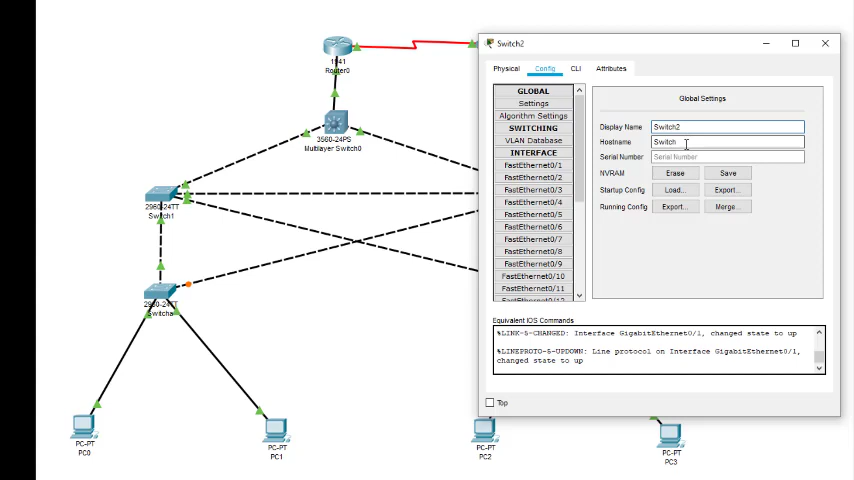 Switch2
Physical
Config
CLI
Attributes
GLOBAL
Settings
Algorithm Settings
SWITCHING
VLAN Database
INTERFACE
FastEthernet0/1
FastEthernet0/2
FastEthernet0/3
FastEthernet0/4
FastEthernet0/5
FastEthernet0/6
FastEthernet0/7
FastEthernet0/8
FastEthernet0/9
FastEthernet0/10
FastEthernet0/11
Global Settings
Display Name Switch2
Hostname Switch
Serial Number Serial Number
NVRAM Erase Save
Startup Config Load... Export...
Running Config Export... Merge...
Equivalent IOS Commands
%LINK-5-CHANGED: Interface GigabitEthernet0/1, changed state to up
%LINEPROTO-5-UPDOWN: Line protocol on Interface GigabitEthernet0/1,
changed state to up
Top
1941
Router0
3560-24PS
Multilayer Switch0
2960-24TT
Switch1
2960-24TT
PC-PT
PC0
PC-PT
PC1
PC-PT
PC2
PC-PT
PC3